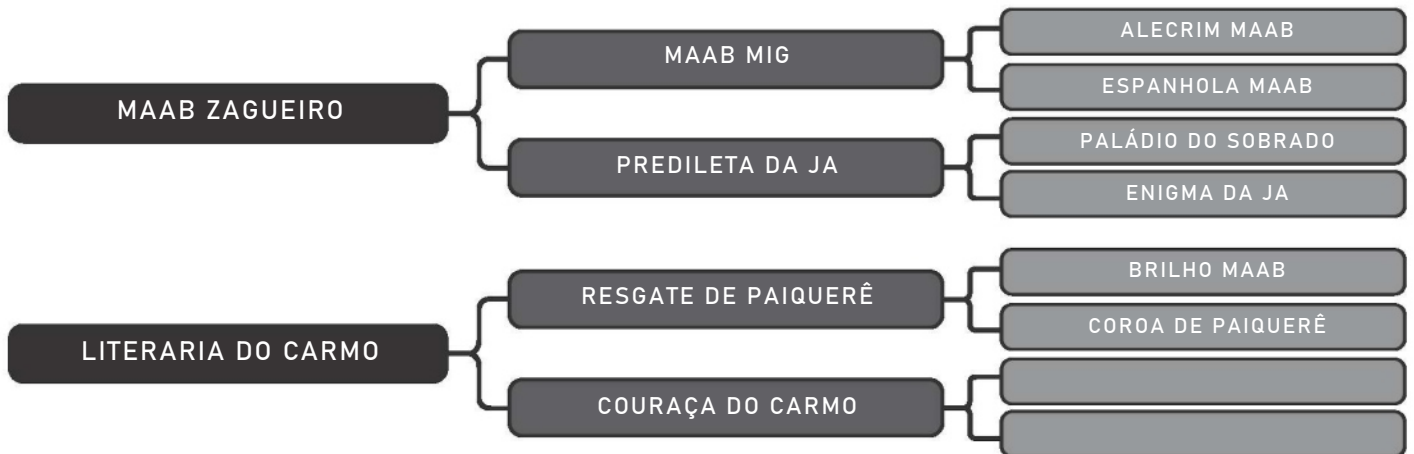 MAAB ZAGUEIRO
MAAB MIG
ALECRIM MAAB
ESPANHOLA MAAB
PREDILETA DA JA
PALÁDIO DO SOBRADO
ENIGMA DA JA
LITERARIA DO CARMO
RESGATE DE PAIQUERÊ
BRILHO MAAB
COROA DE PAIQUERÊ
COURAÇA DO CARMO